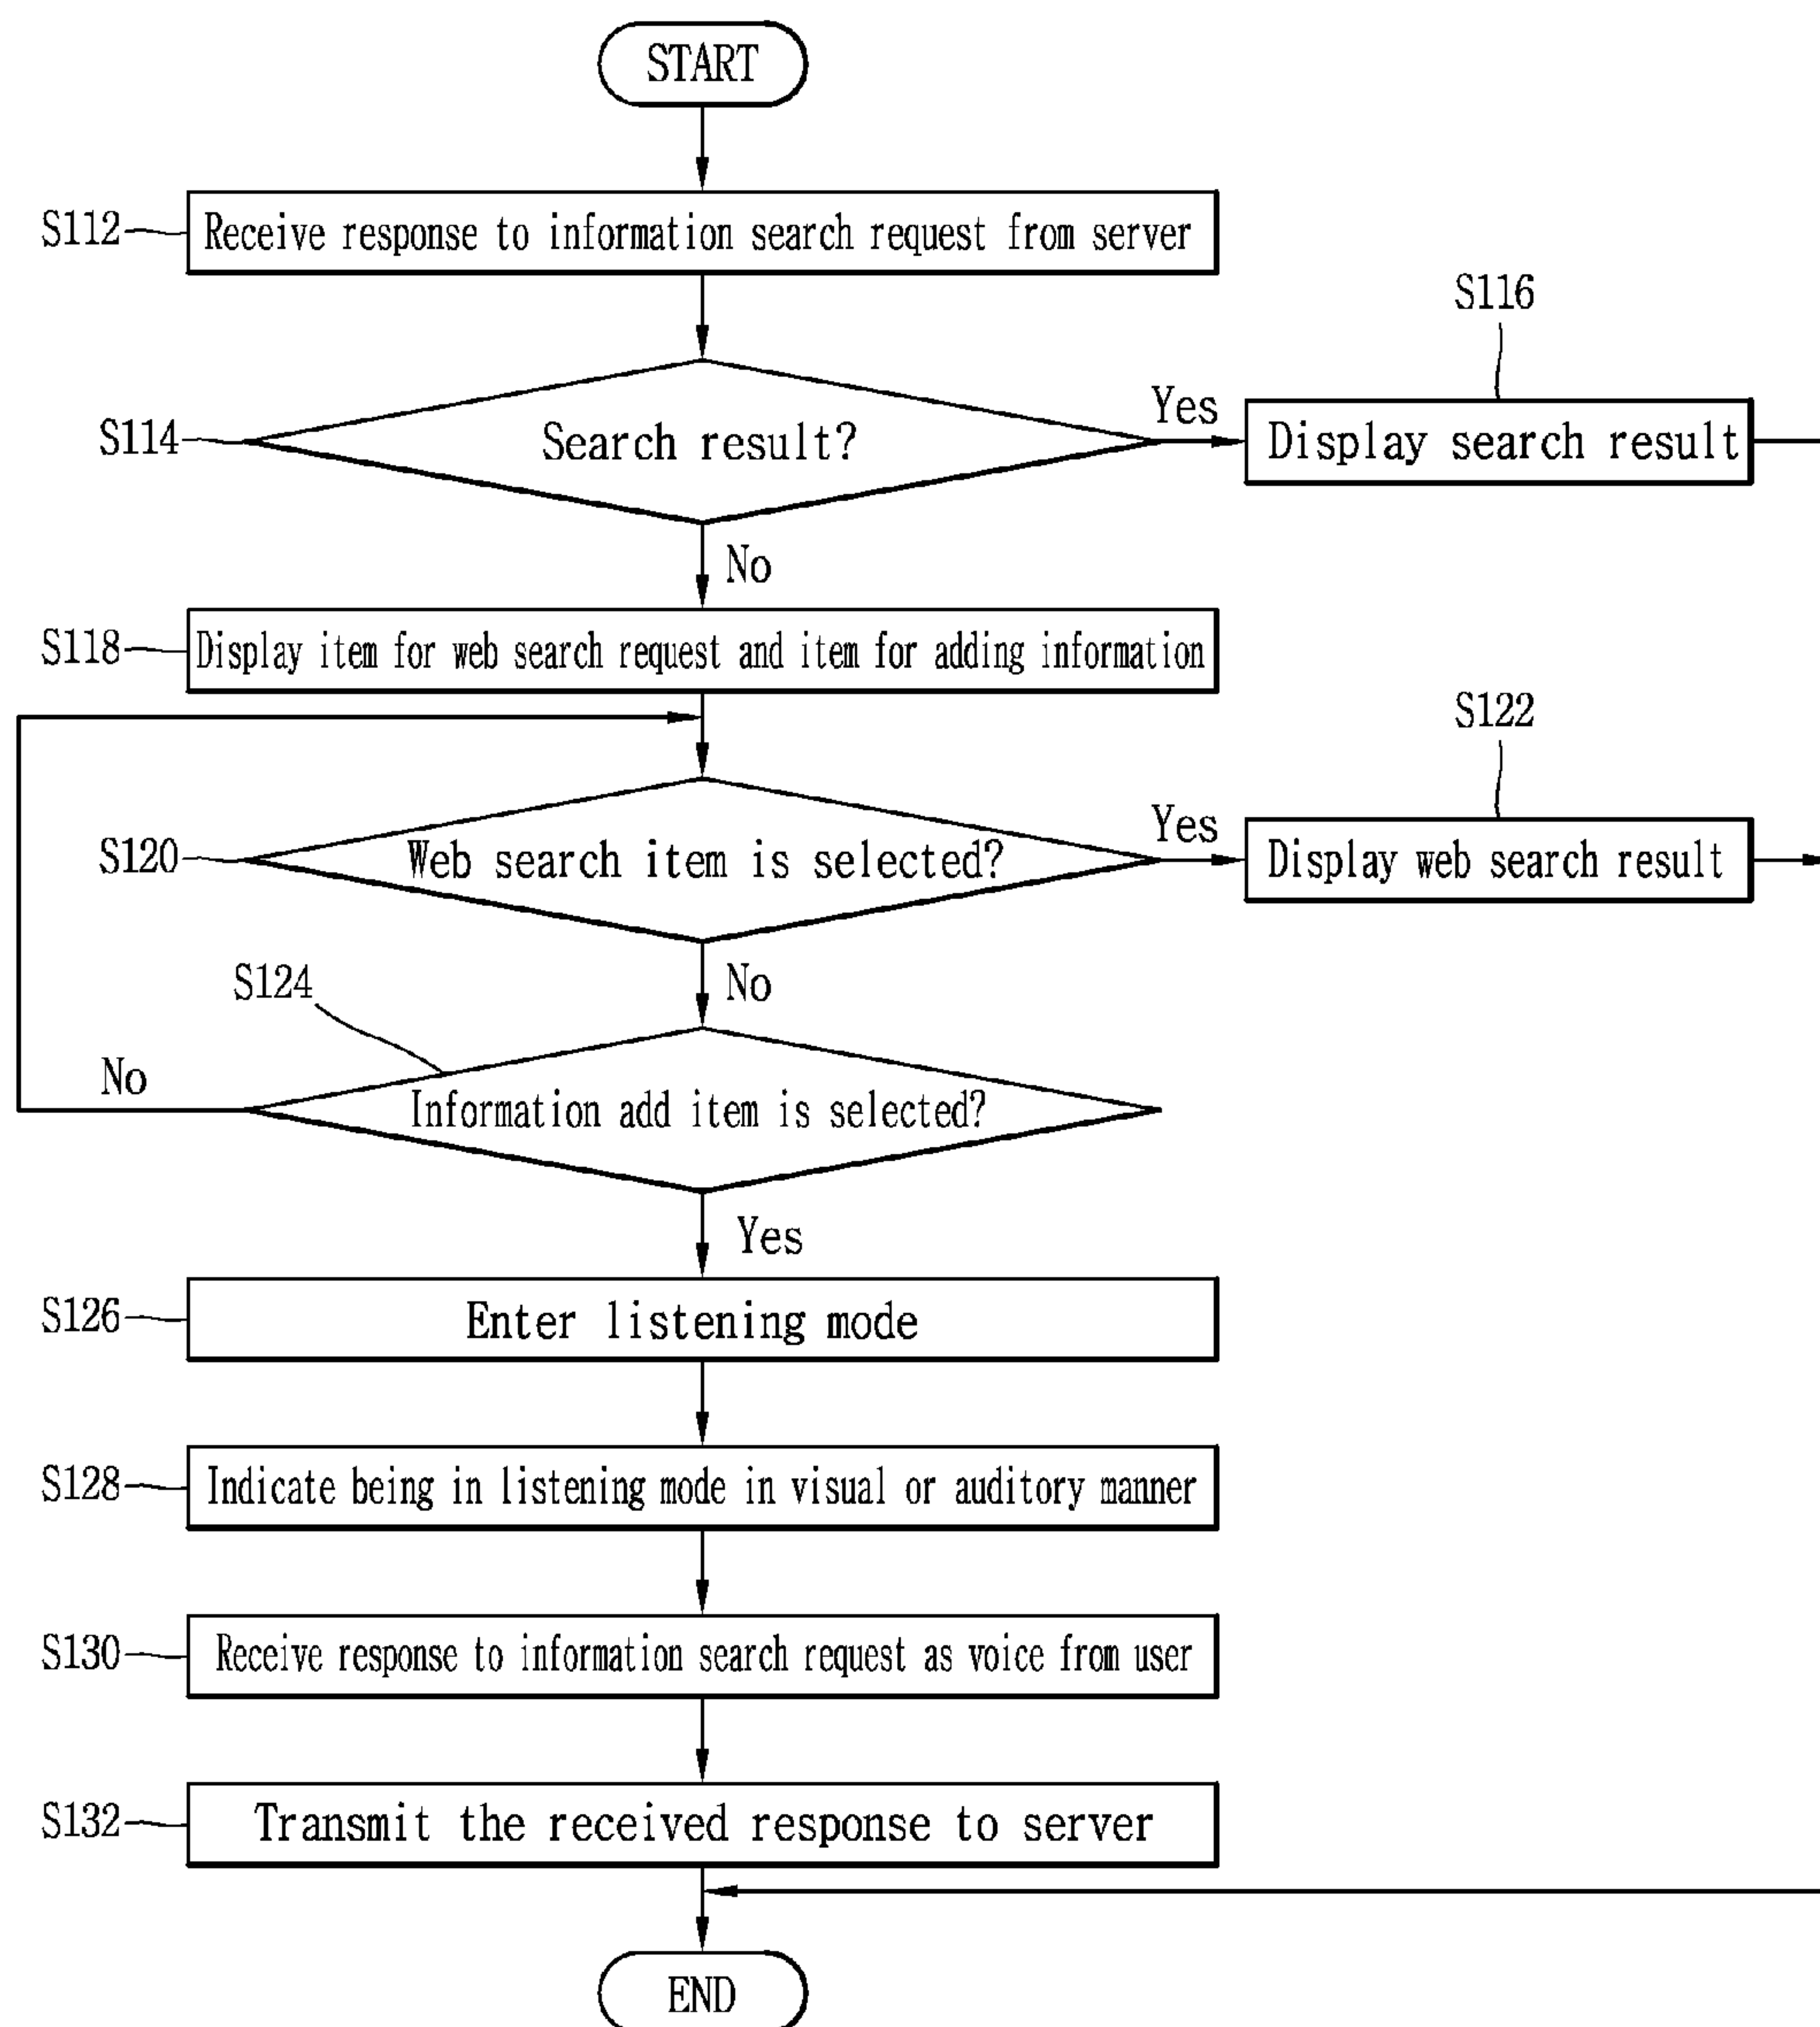 START
S112
Receive response to information search request from server
S114
Search result?
Yes
S116
Display search result
No
S118
Display item for web search request and item for adding information
S120
Web search item is selected?
Yes
S122
Display web search result
No
S124
Information add item is selected?
No
Yes
S126
Enter listening mode
S128
Indicate being in listening mode in visual or auditory manner
S130
Receive response to information search request as voice from user
S132
Transmit the received response to server
END